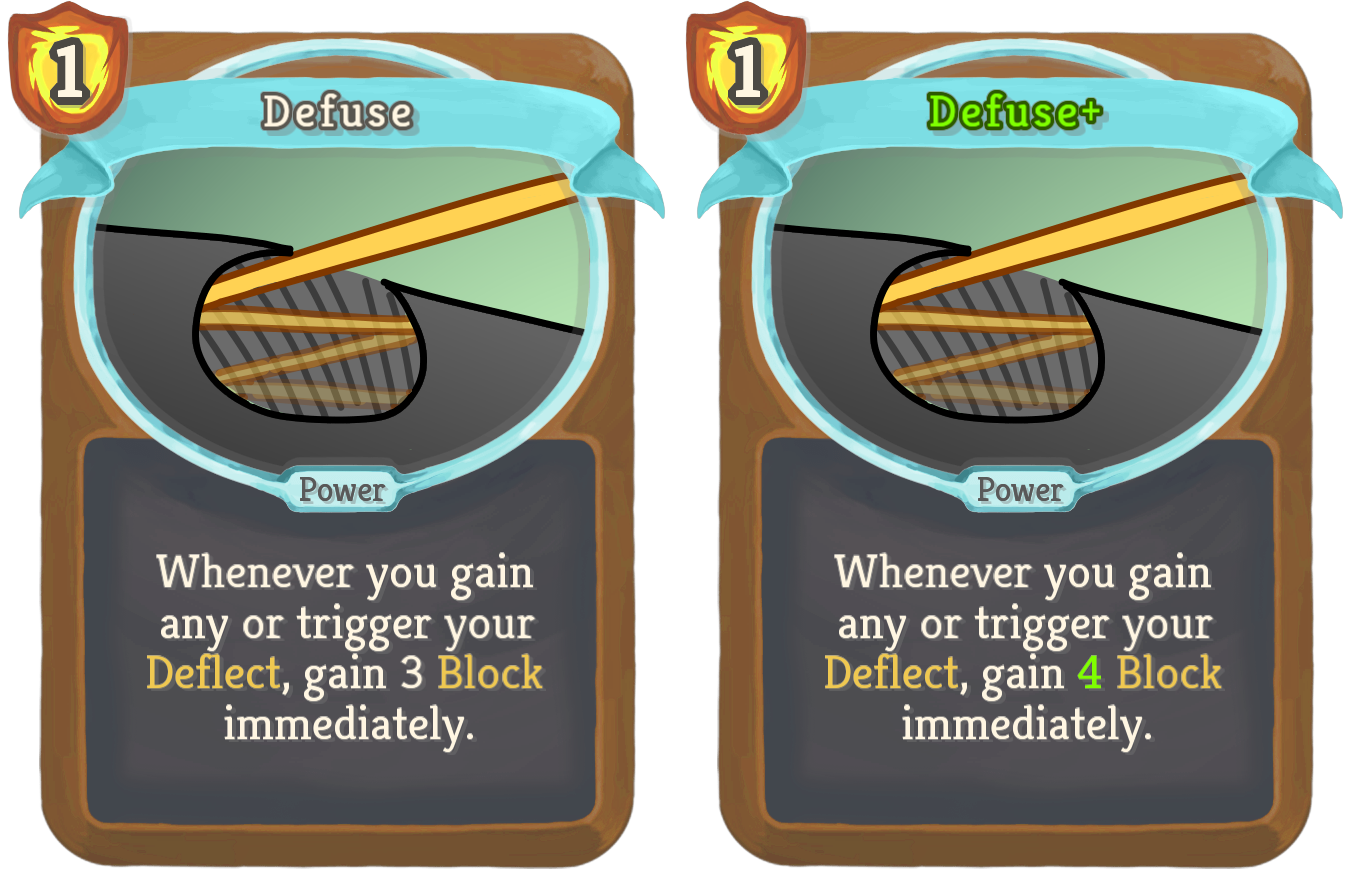 1
Defuse
Power
Whenever you gain
any or trigger your
Deflect, gain 3 Block
immediately.
1
Defuse+
Power
Whenever you gain
any or trigger your
Deflect, gain 4 Block
immediately.